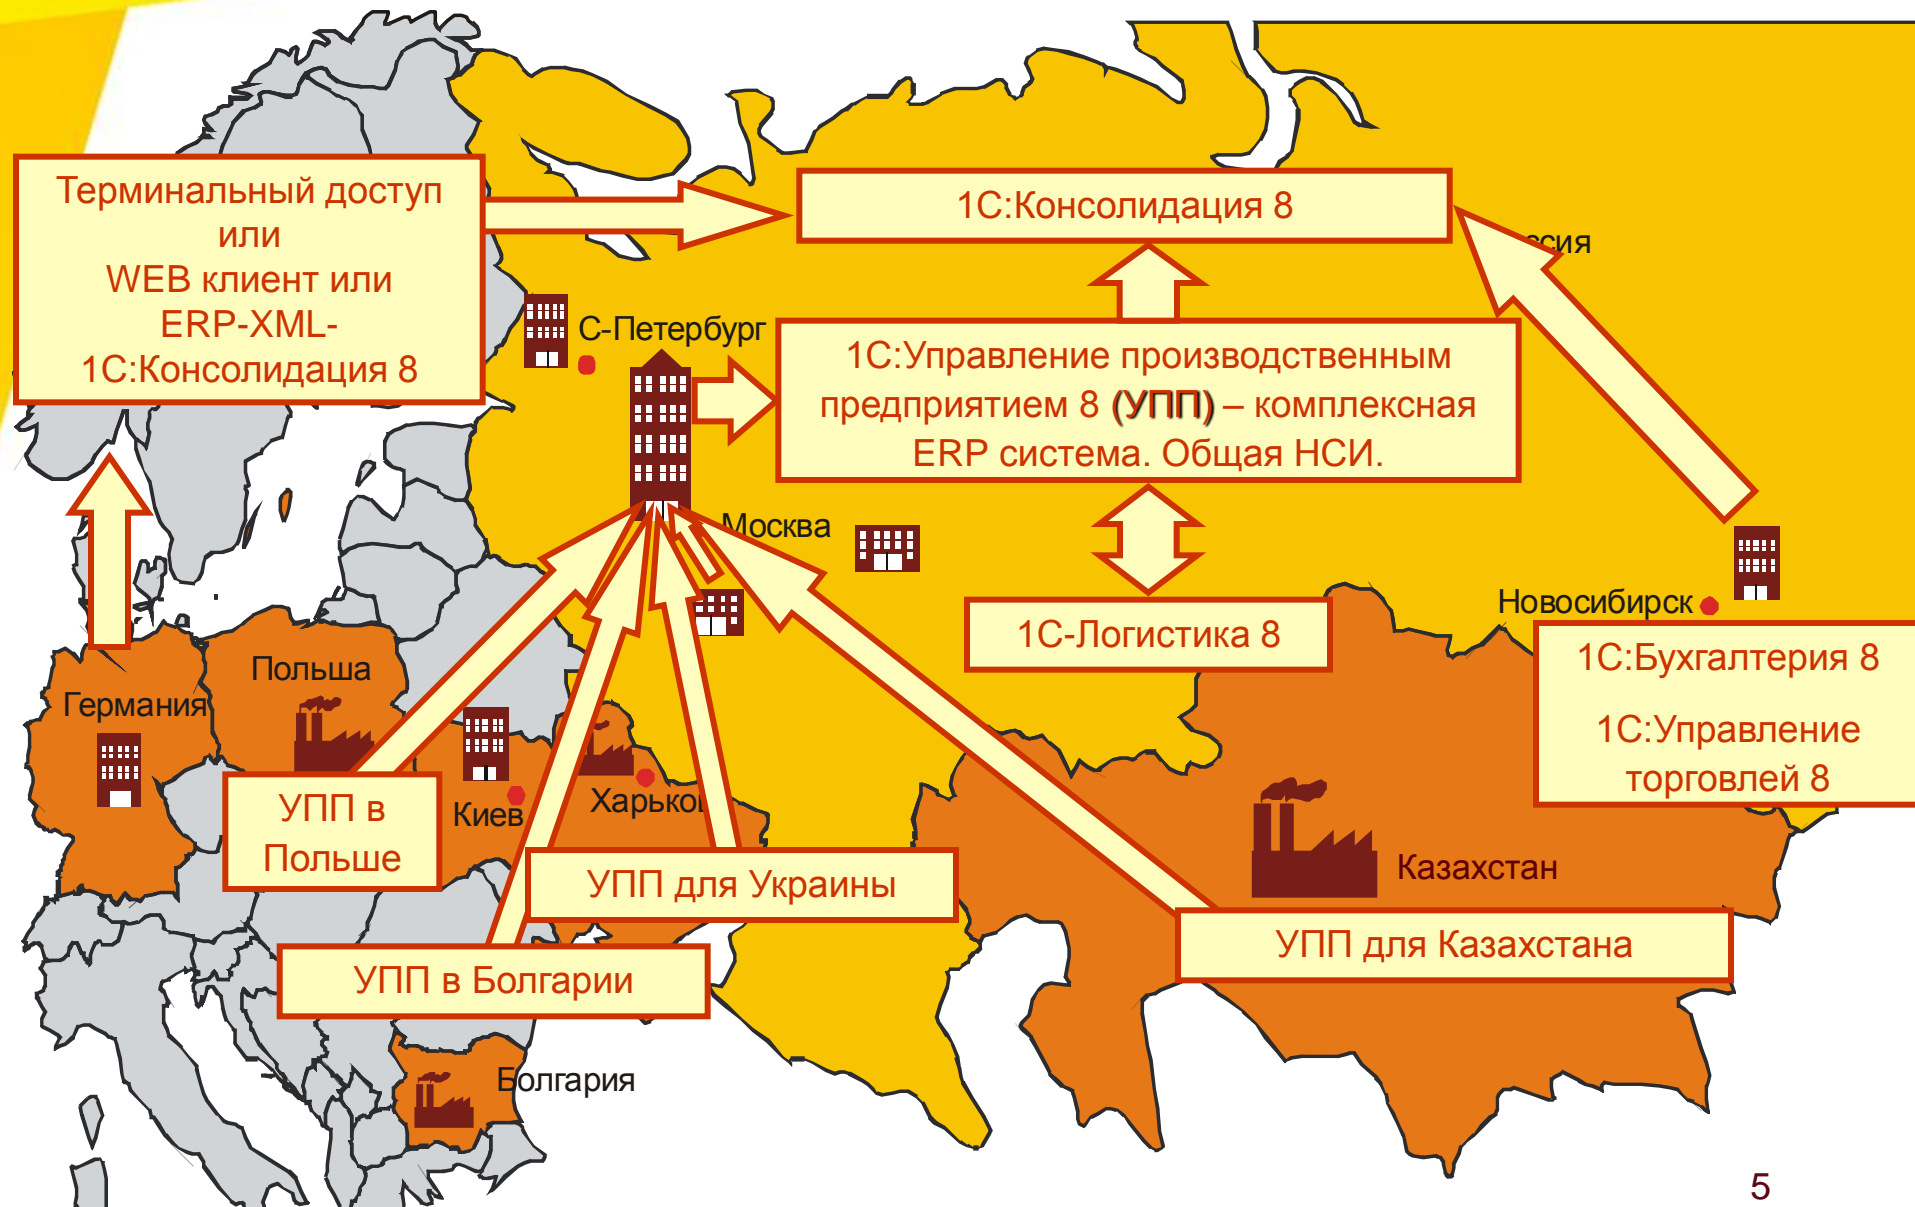 Терминальный доступ
или
WEB клиент или
ERP-XML-
1С:Консолидация 8
1С:Консолидация 8
ссия
С-Петербург
1С:Управление производственным
предприятием 8 (УПП) – комплексная
ERP система. Общая НСИ.
Москва
Новосибирск
1С-Логистика 8
1С:Бухгалтерия 8
1С:Управление
торговлей 8
Польша
Германия
Киев
Харько
УПП в
Польше
УПП для Украины
Казахстан
УПП для Казахстана
УПП в Болгарии
Болгария
5